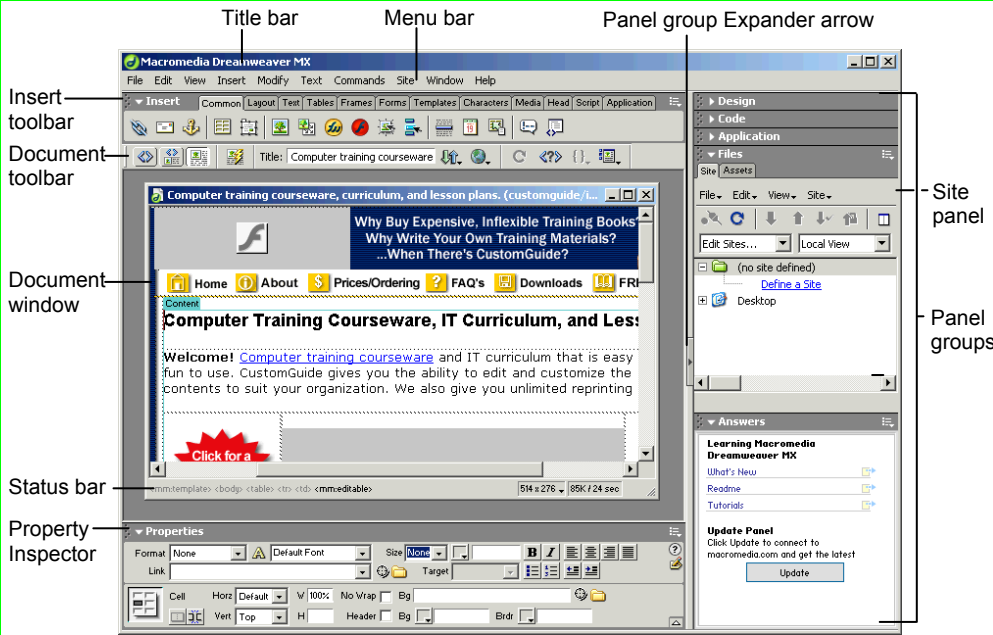 Title bar
Menu bar
Panel group Expander arrow
Macromedia Dreamweaver MX
File Edit View Insert Modify Text Commands Site Window Help
Insert toolbar
Insert Common Layout Text Tables Frames Forms Templates Characters Media Head Script Application
Document toolbar
Title: Computer training courseware
Computer training courseware, curriculum, and lesson plans. (customguide/i...
Why Buy Expensive, Inflexible Training Books
Why Write Your Own Training Materials?
...When There's CustomGuide?
Document window
Home About Prices/Ordering FAQ's Downloads FRE
Content
Computer Training Courseware, IT Curriculum, and Less
Welcome! Computer training courseware and IT curriculum that is easy
fun to use. CustomGuide gives you the ability to edit and customize the
contents to suit your organization. We also give you unlimited reprinting
Click for a
Status bar
<mm:template> <body> <table> <tr> <td> <mm:editable>
514 x 276 85K / 24 sec
Property Inspector
Properties
Format None Default Font Size None B I
Link Target
Cell Horz Default W 100% No Wrap Bg
Vert Top H Header Bg Brdr
Design
Code
Application
Files
Site Assets
File Edit View Site
Edit Sites... Local View
(no site defined)
Define a Site
Desktop
Site panel
Panel groups
Answers
Learning Macromedia
Dreamweaver MX
What's New
Readme
Tutorials
Update Panel
Click Update to connect to
macromedia.com and get the latest
Update